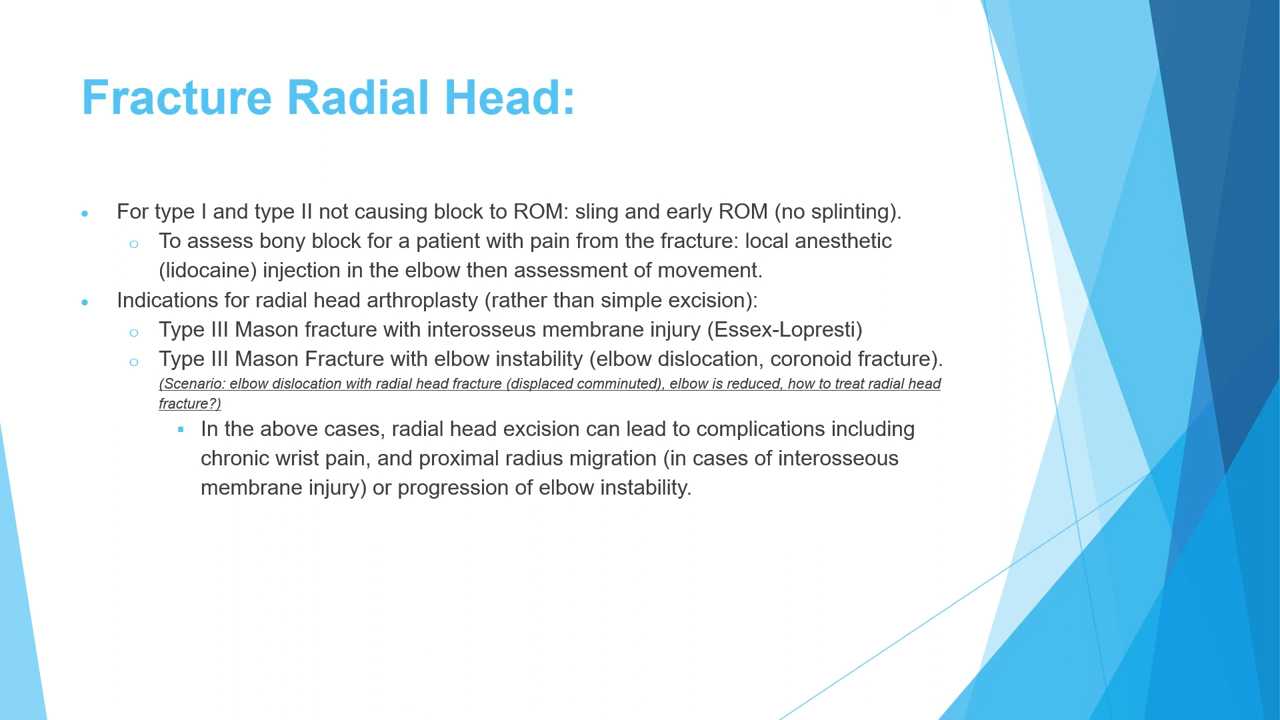 Fracture Radial Head:
For type I and type II not causing block to ROM: sling and early ROM (no splinting).
To assess bony block for a patient with pain from the fracture: local anesthetic
(lidocaine) injection in the elbow then assessment of movement.
Indications for radial head arthroplasty (rather than simple excision):
Type III Mason fracture with interosseus membrane injury (Essex-Lopresti)
Type III Mason Fracture with elbow instability (elbow dislocation, coronoid fracture).
(Scenario: elbow dislocation with radial head fracture (displaced comminuted), elbow is reduced, how to treat radial head
fracture?)
In the above cases, radial head excision can lead to complications including
chronic wrist pain, and proximal radius migration (in cases of interosseous
membrane injury) or progression of elbow instability.